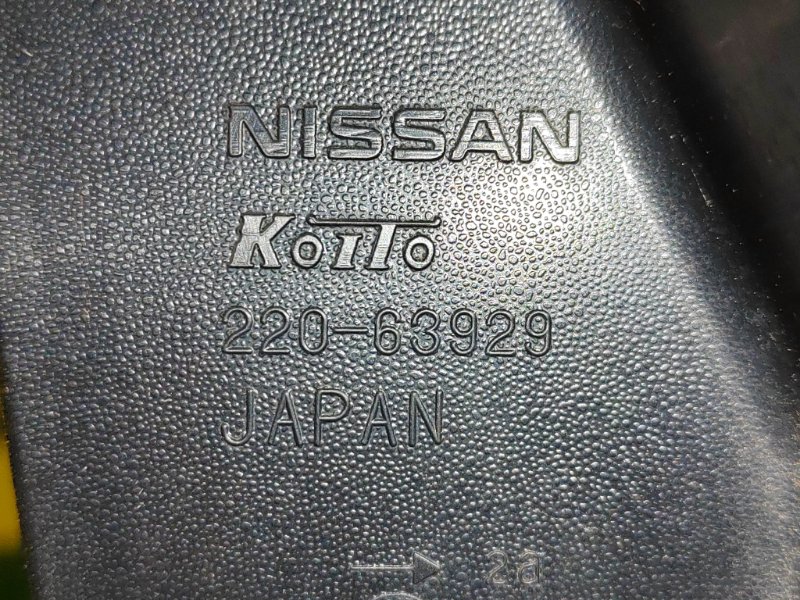 NISSAN
KOITO
220-63929
JAPAN
→